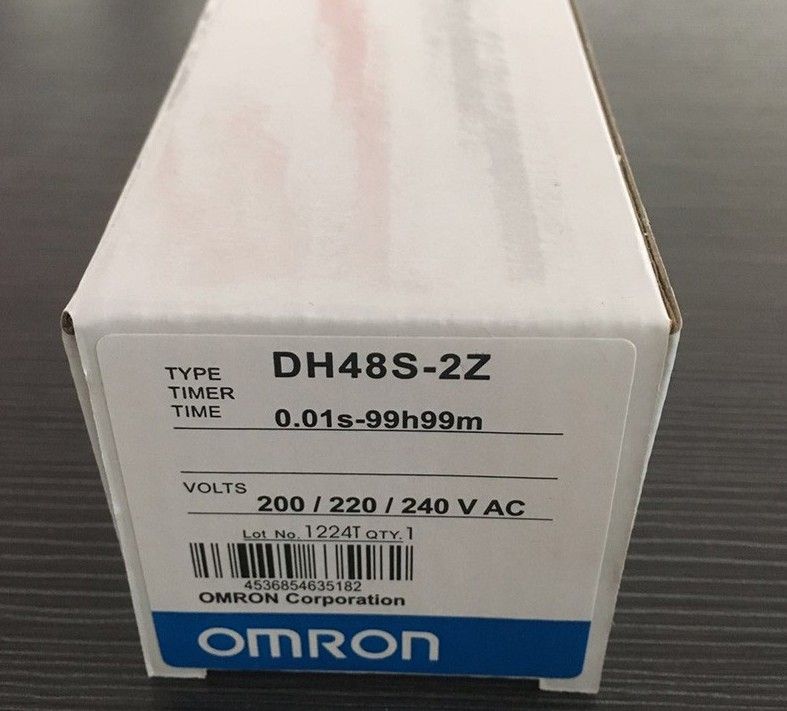 TYPE DH48S-2Z
TIMER
TIME 0.01s-99h99m
VOLTS 200 / 220 / 240 V AC
Lot No. 1224T QTY. 1
4536854635182
OMRON Corporation
OMRON